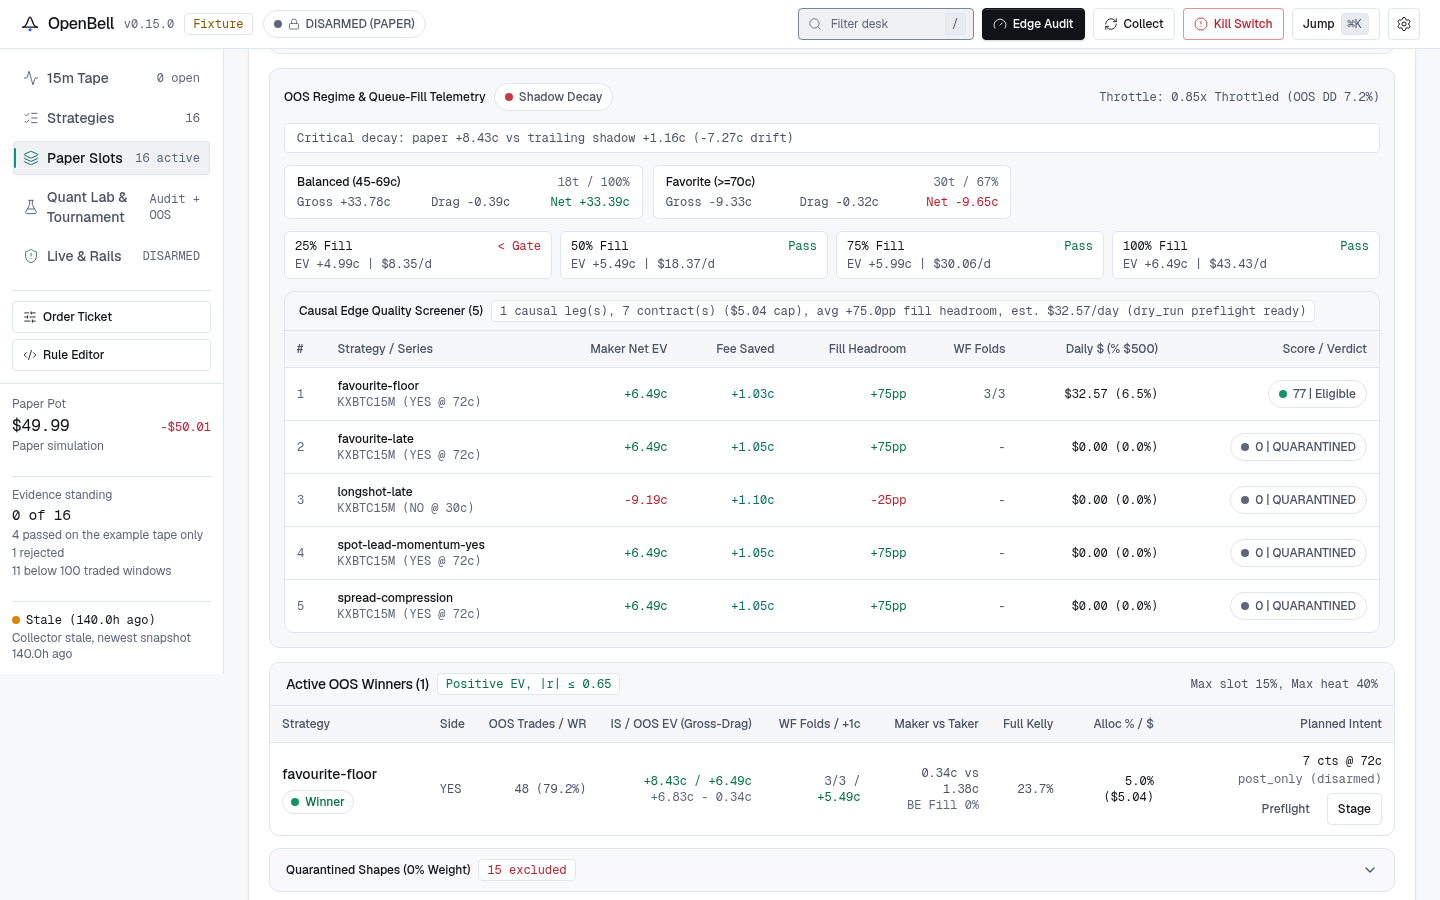 OpenBell v0.15.0 Fixture DISARMED (PAPER) Filter desk / Edge Audit Collect Kill Switch Jump ⌘K
15m Tape 0 open
Strategies 16
Paper Slots 16 active
Quant Lab & Tournament Audit + OOS
Live & Rails DISARMED
Order Ticket
Rule Editor
Paper Pot
$49.99 -$50.01
Paper simulation
Evidence standing
0 of 16
4 passed on the example tape only
1 rejected
11 below 100 traded windows
Stale (140.0h ago)
Collector stale, newest snapshot
140.0h ago
OOS Regime & Queue-Fill Telemetry Shadow Decay Throttle: 0.85x Throttled (OOS DD 7.2%)
Critical decay: paper +8.43c vs trailing shadow +1.16c (-7.27c drift)
Balanced (45-69c) 18t / 100%
Gross +33.78c Drag -0.39c Net +33.39c
Favorite (>=70c) 30t / 67%
Gross -9.33c Drag -0.32c Net -9.65c
25% Fill < Gate
EV +4.99c | $8.35/d
50% Fill Pass
EV +5.49c | $18.37/d
75% Fill Pass
EV +5.99c | $30.06/d
100% Fill Pass
EV +6.49c | $43.43/d
Causal Edge Quality Screener (5) 1 causal leg(s), 7 contract(s) ($5.04 cap), avg +75.0pp fill headroom, est. $32.57/day (dry_run preflight ready)
# Strategy / Series Maker Net EV Fee Saved Fill Headroom WF Folds Daily $ (% $500) Score / Verdict
1 favourite-floor +6.49c +1.03c +75pp 3/3 $32.57 (6.5%) 77 | Eligible
KXBTC15M (YES @ 72c)
2 favourite-late +6.49c +1.05c +75pp - $0.00 (0.0%) 0 | QUARANTINED
KXBTC15M (YES @ 72c)
3 longshot-late -9.19c +1.10c -25pp - $0.00 (0.0%) 0 | QUARANTINED
KXBTC15M (NO @ 30c)
4 spot-lead-momentum-yes +6.49c +1.05c +75pp - $0.00 (0.0%) 0 | QUARANTINED
KXBTC15M (YES @ 72c)
5 spread-compression +6.49c +1.05c +75pp - $0.00 (0.0%) 0 | QUARANTINED
KXBTC15M (YES @ 72c)
Active OOS Winners (1) Positive EV, |r| ≤ 0.65 Max slot 15%, Max heat 40%
Strategy Side OOS Trades / WR IS / OOS EV (Gross-Drag) WF Folds / +1c Maker vs Taker Full Kelly Alloc % / $ Planned Intent
favourite-floor
Winner
YES
48 (79.2%)
+8.43c / +6.49c
+6.83c - 0.34c
3/3 /
+5.49c
0.34c vs
1.38c
BE Fill 0%
23.7%
5.0%
($5.04)
7 cts @ 72c
post_only (disarmed)
Preflight Stage
Quarantined Shapes (0% Weight) 15 excluded